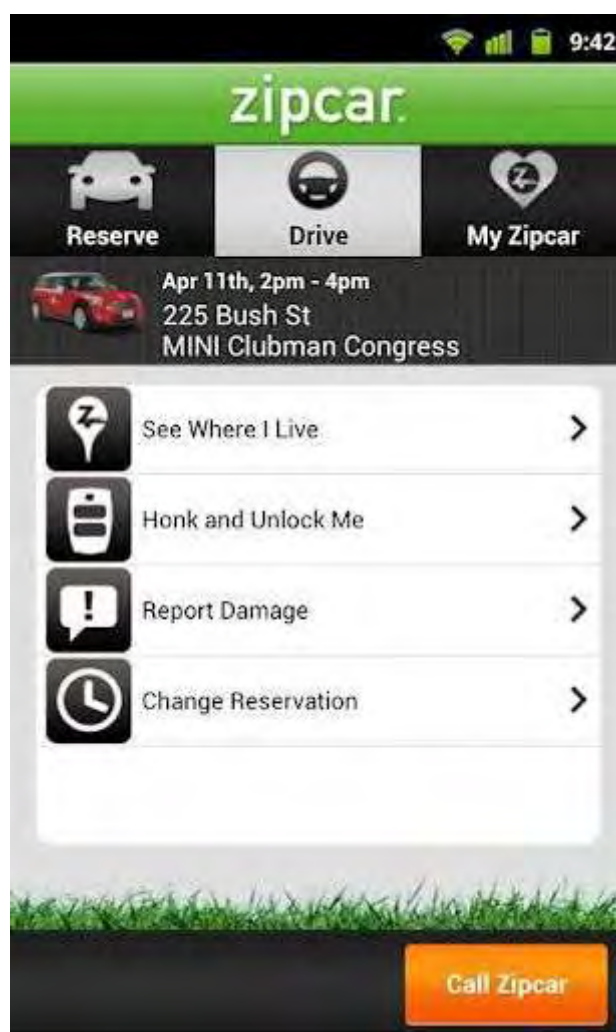 9:42
zipcar.
Reserve
Drive
My Zipcar
Apr 11th, 2pm - 4pm
225 Bush St
MINI Clubman Congress
See Where I Live
Honk and Unlock Me
Report Damage
Change Reservation
Call Zipcar